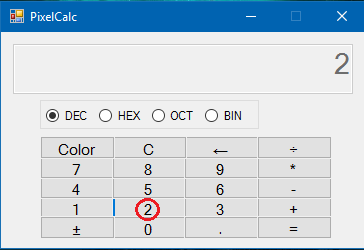 PixelCalc
2
DEC HEX OCT BIN
Color C ← ÷
7 8 9 *
4 5 6 -
1 2 3 +
± 0 . =